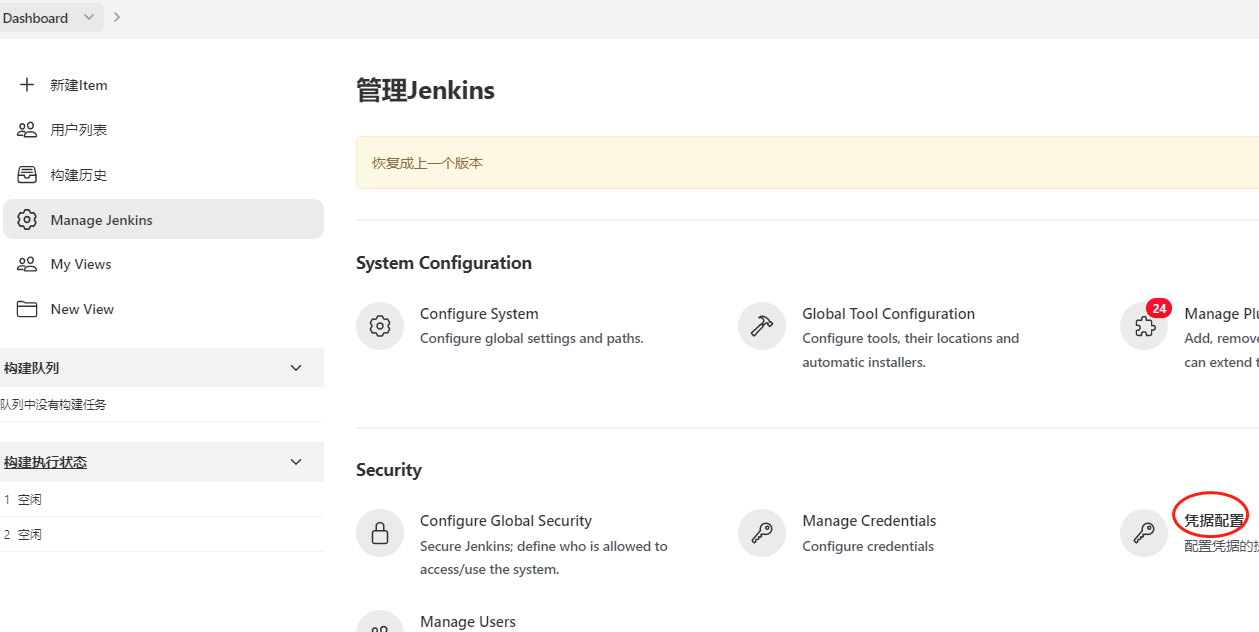 Dashboard
新建Item
用户列表
构建历史
Manage Jenkins
My Views
New View
构建队列
队列中没有构建任务
构建执行状态
1 空闲
2 空闲
管理Jenkins
恢复成上一个版本
System Configuration
Configure System
Configure global settings and paths.
Global Tool Configuration
Configure tools, their locations and
automatic installers.
24
Manage Plu
Add, remove
can extend t
Security
Configure Global Security
Secure Jenkins; define who is allowed to
access/use the system.
Manage Credentials
Configure credentials
凭据配置
配置凭据的
Manage Users